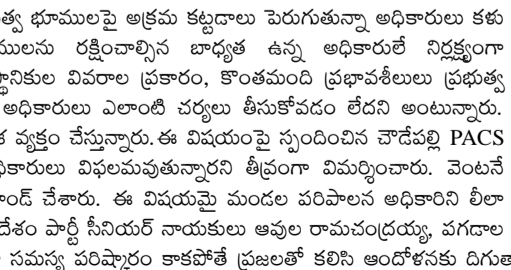 త్వ భూములపై అక్రమ కట్టడాలు పెరుగుతున్నా అధికారులు కళు
ములను రక్షించాల్సిన బాధ్యత ఉన్న అధికారులే నిర్లక్ష్యంగా
స్థానికుల వివరాల ప్రకారం, కొంతమంది ప్రభావశీలులు ప్రభుత్వ
అధికారులు ఎలాంటి చర్యలు తీసుకోవడం లేదని అంటున్నారు.
వ్యక్తం చేస్తున్నారు.ఈ విషయంపై స్పందించిన చౌడేపల్లి PACS
ధికారులు విఫలమవుతున్నారని తీవ్రంగా విమర్శించారు. వెంటనే
ాండ్ చేశారు. ఈ విషయమై మండల పరిపాలన అధికారిని లీలా
దేశం పార్టీ సీనియర్ నాయకులు ఆవుల రామచంద్రయ్య, పగడాల
సమస్య పరిష్కారం కాకపోతే ప్రజలతో కలిసి ఆందోళనకు దిగుత